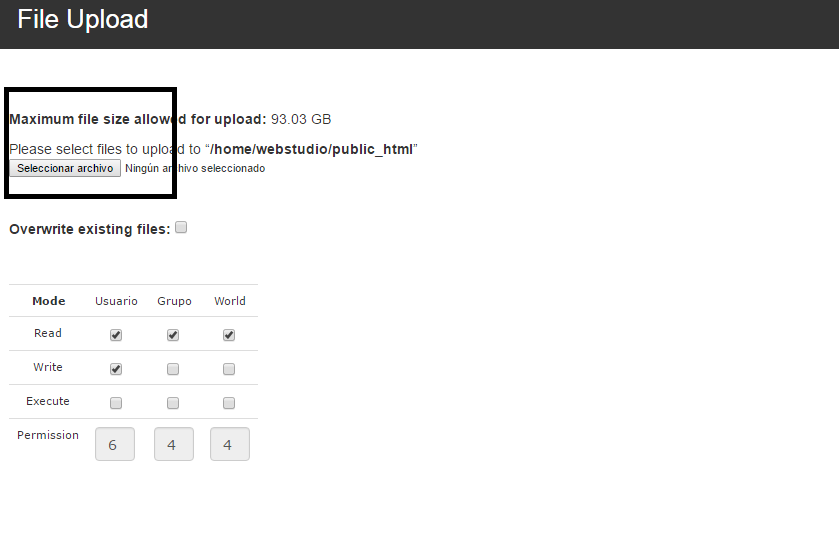 File Upload
Maximum file size allowed for upload: 93.03 GB
Please select files to upload to “/home/webstudio/public_html”
Seleccionar archivo Ningún archivo seleccionado
Overwrite existing files:
Mode Usuario Grupo World
Read
Write
Execute
Permission 6 4 4